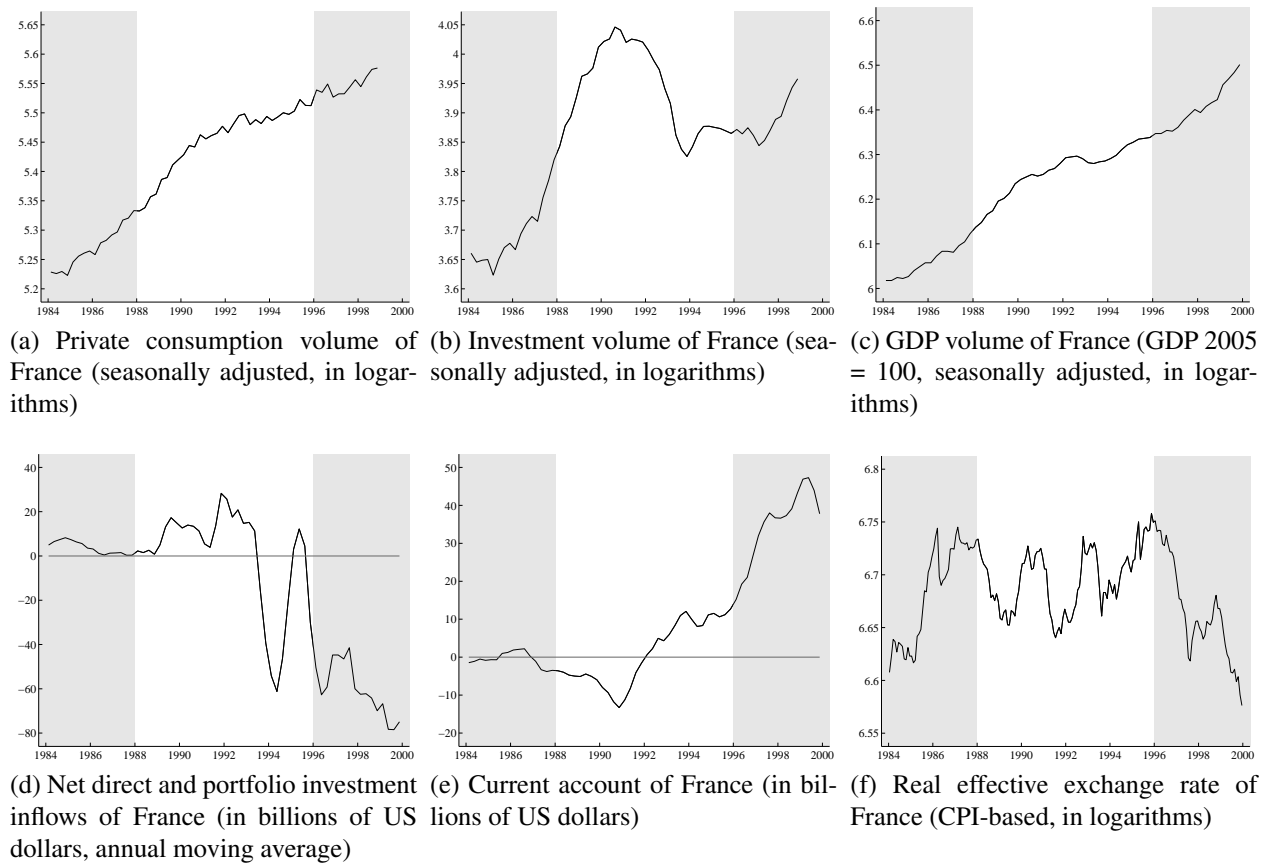 5.65
5.6
5.55
5.5
5.45
5.4
5.35
5.3
5.25
5.2
1984 1986 1988 1990 1992 1994 1996 1998 2000
(a) Private consumption volume of
France (seasonally adjusted, in logar-
ithms)
4.05
4
3.95
3.9
3.85
3.8
3.75
3.7
3.65
3.6
1984 1986 1988 1990 1992 1994 1996 1998 2000
(b) Investment volume of France (sea-
sonally adjusted, in logarithms)
6.6
6.5
6.4
6.3
6.2
6.1
6
1984 1986 1988 1990 1992 1994 1996 1998 2000
(c) GDP volume of France (GDP 2005
= 100, seasonally adjusted, in logar-
ithms)
40
20
0
−20
−40
−60
−80
1984 1986 1988 1990 1992 1994 1996 1998 2000
(d) Net direct and portfolio investment
inflows of France (in billions of US
dollars, annual moving average)
50
40
30
20
10
0
−10
−20
1984 1986 1988 1990 1992 1994 1996 1998 2000
(e) Current account of France (in bil-
lions of US dollars)
6.8
6.75
6.7
6.65
6.6
6.55
1984 1986 1988 1990 1992 1994 1996 1998 2000
(f) Real effective exchange rate of
France (CPI-based, in logarithms)